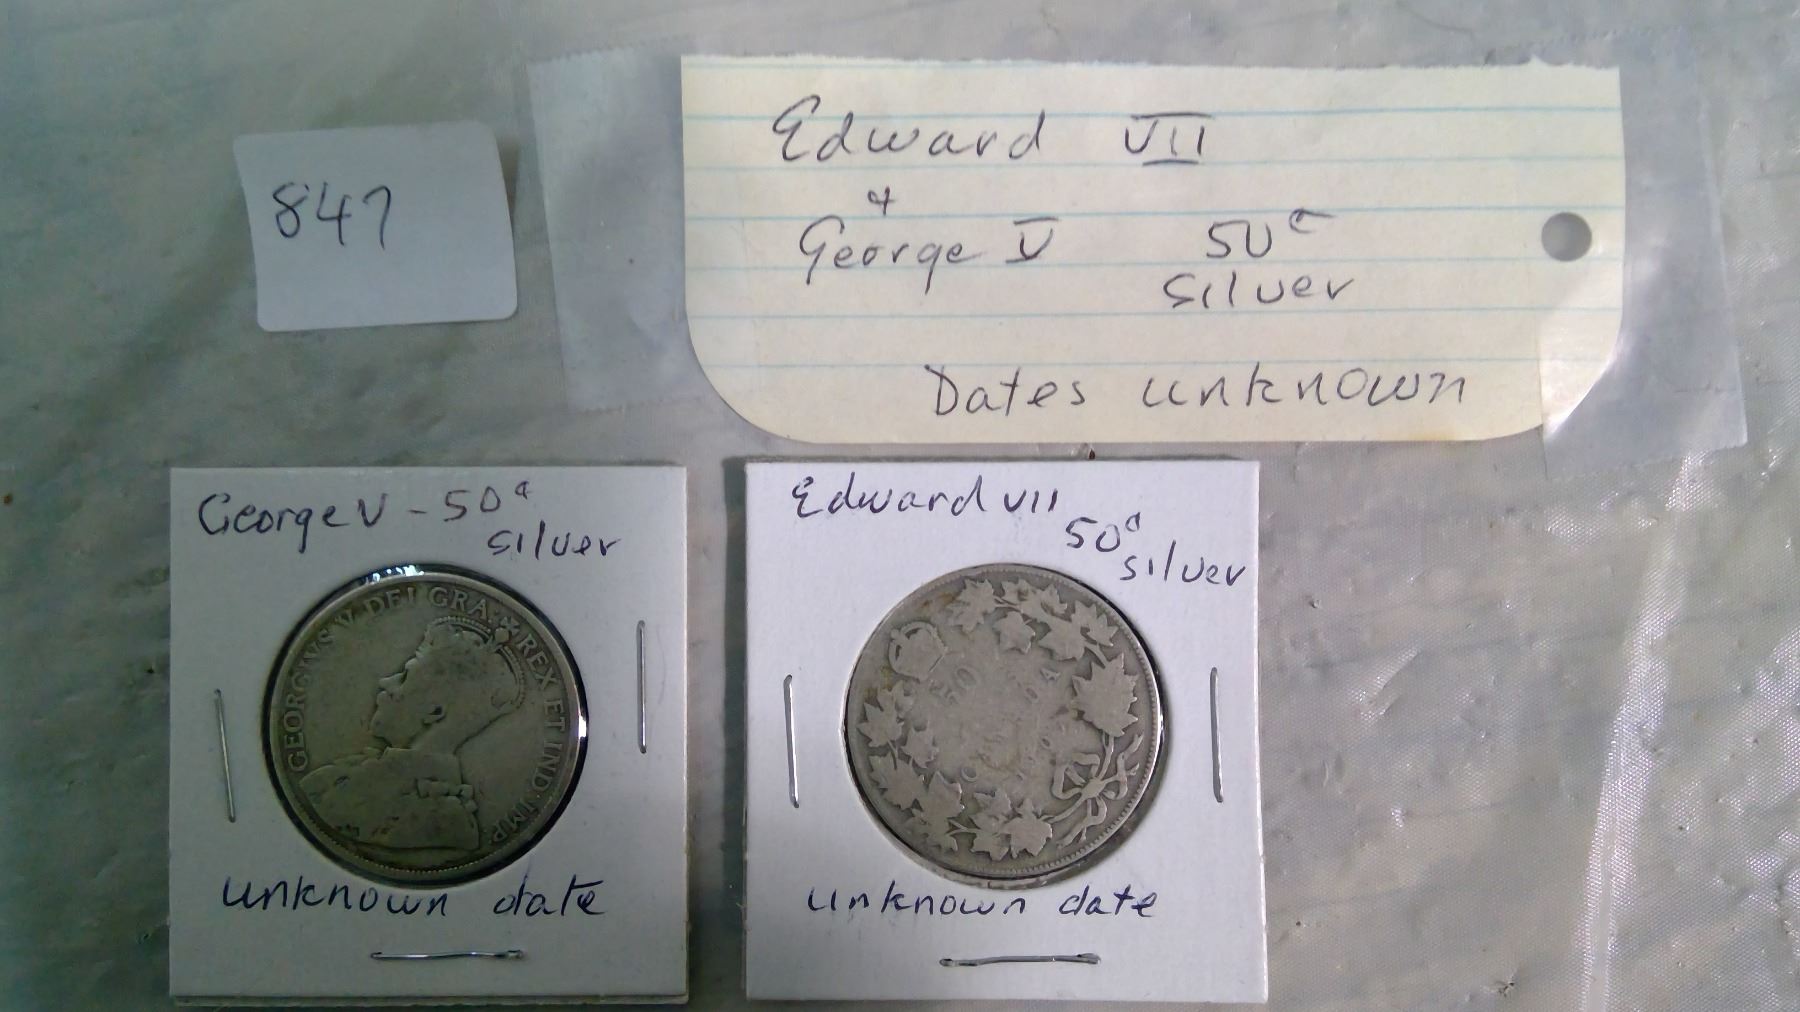 847
Edward VII
&
George V 50¢
silver
Dates unknown
George V - 50¢
silver
GEORGIVS V DEI GRA: REX ET IND: IMP:
unknown date
Edward VII
50¢
silver
50
unknown date